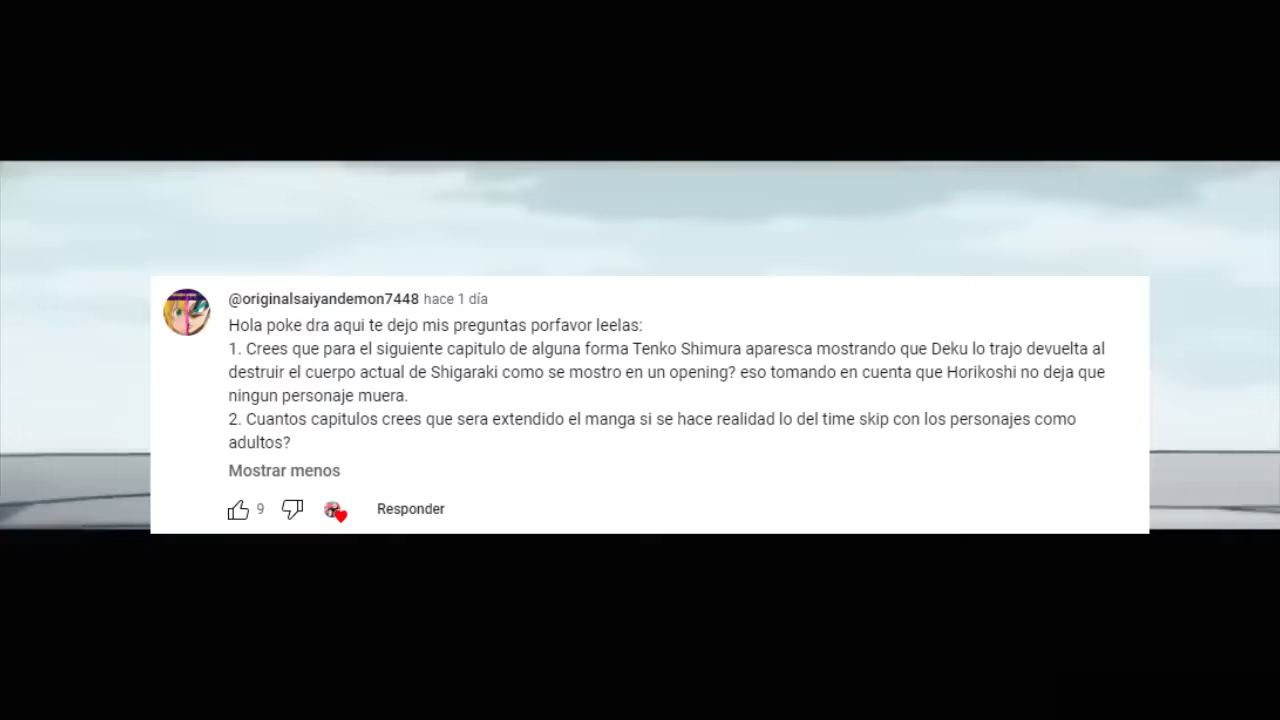 @originalsaiyandemon7448 hace 1 día
Hola poke dra aqui te dejo mis preguntas porfavor leelas:
1. Crees que para el siguiente capitulo de alguna forma Tenko Shimura aparesca mostrando que Deku lo trajo devuelta al
destruir el cuerpo actual de Shigaraki como se mostro en un opening? eso tomando en cuenta que Horikoshi no deja que
ningun personaje muera.
2. Cuantos capitulos crees que sera extendido el manga si se hace realidad lo del time skip con los personajes como
adultos?
Mostrar menos
9 Responder